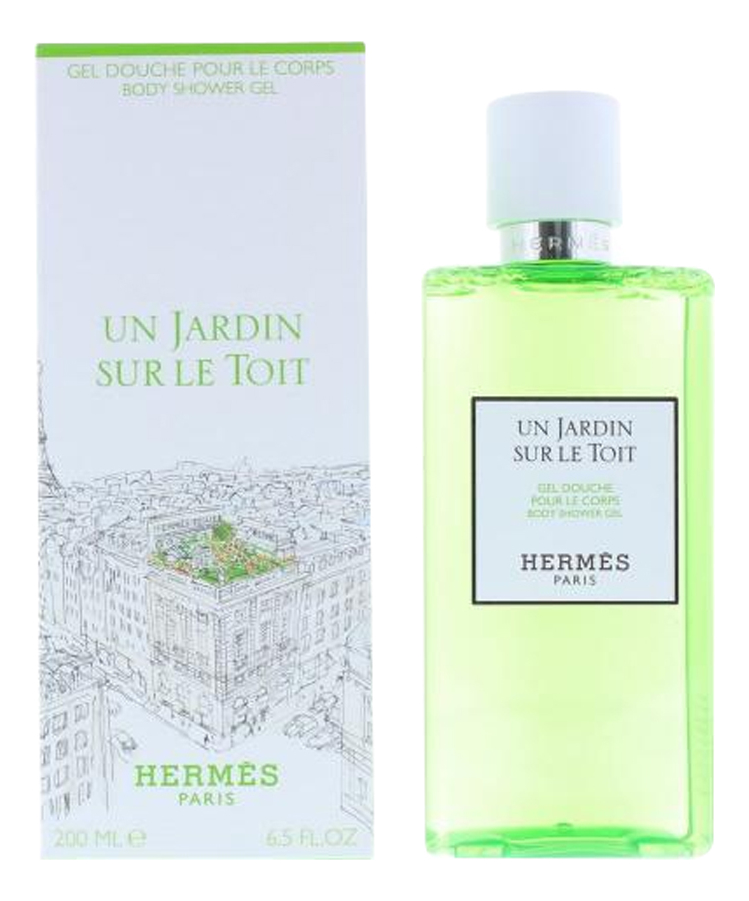 GEL DOUCHE POUR LE CORPS
BODY SHOWER GEL
UN JARDIN
SUR LE TOIT
HERMÈS
PARIS
200 ML ℮
6.5 FL.OZ
HERMÈS
UN JARDIN
SUR LE TOIT
GEL DOUCHE
POUR LE CORPS
BODY SHOWER GEL
HERMÈS
PARIS